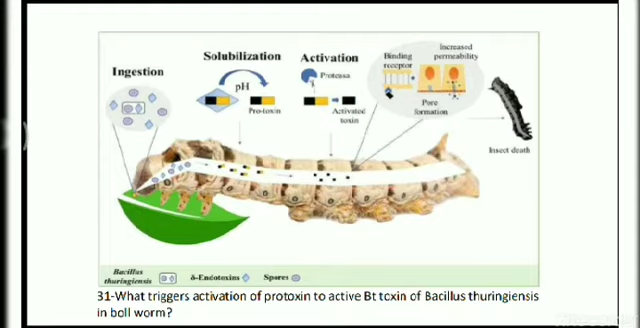 Ingestion
Solubilization
Activation
Binding receptor
Increased permeability
pH
Protease
Pro-toxin
Activated toxin
Pore formation
Insect death
Bacillus thuringiensis
δ-Endotoxins
Spores
31-What triggers activation of protoxin to active Bt toxin of Bacillus thuringiensis
in boll worm?